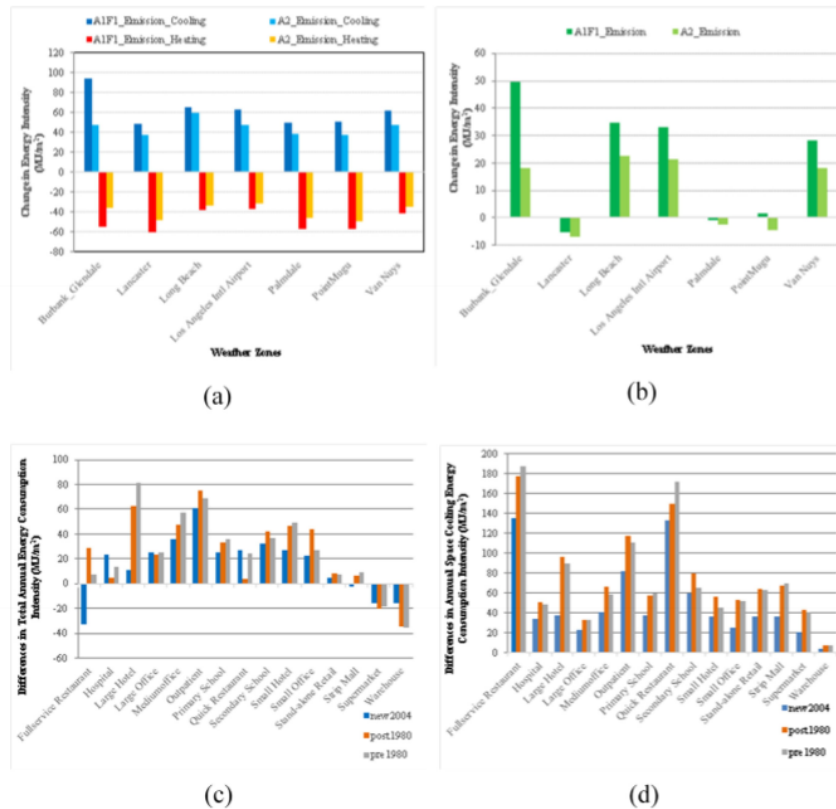 A1F1_Emission_Cooling A2_Emission_Cooling
A1F1_Emission_Heating A2_Emission_Heating
Change in Energy Intensity
(MJ/m²)
120
100
80
60
40
20
0
-20
-40
-60
-80
Burbank_Glendale
Lancaster
Long Beach
Los Angeles Intl Airport
Palmdale
PointMugu
Van Nuys
Weather Zones
(a)
A1F1_Emission A2_Emission
Change in Energy Intensity
(MJ/m²)
60
50
40
30
20
10
0
-10
Burbank_Glendale
Lancaster
Long Beach
Los Angeles Intl Airport
Palmdale
PointMugu
Van Nuys
Weather Zones
(b)
Differences in Total Annual Energy Consumption
Intensity (MJ/m²)
100
80
60
40
20
0
-20
-40
-60
Fullservice Restaurant
Hospital
Large Hotel
Large Office
Mediumoffice
Outpatient
Primary School
Quick Restaurant
Secondary School
Small Hotel
Small Office
Stand-alone Retail
Strip Mall
Supermarket
Warehouse
new2004
post1980
pre1980
(c)
Differences in Annual Space Cooling Energy
Consumption Intensity (MJ/m²)
200
180
160
140
120
100
80
60
40
20
0
Fullservice Restaurant
Hospital
Large Hotel
Large Office
Mediumoffice
Outpatient
Primary School
Quick Restaurant
Secondary School
Small Hotel
Small Office
Stand-alone Retail
Strip Mall
Supermarket
Warehouse
new2004
post1980
pre1980
(d)